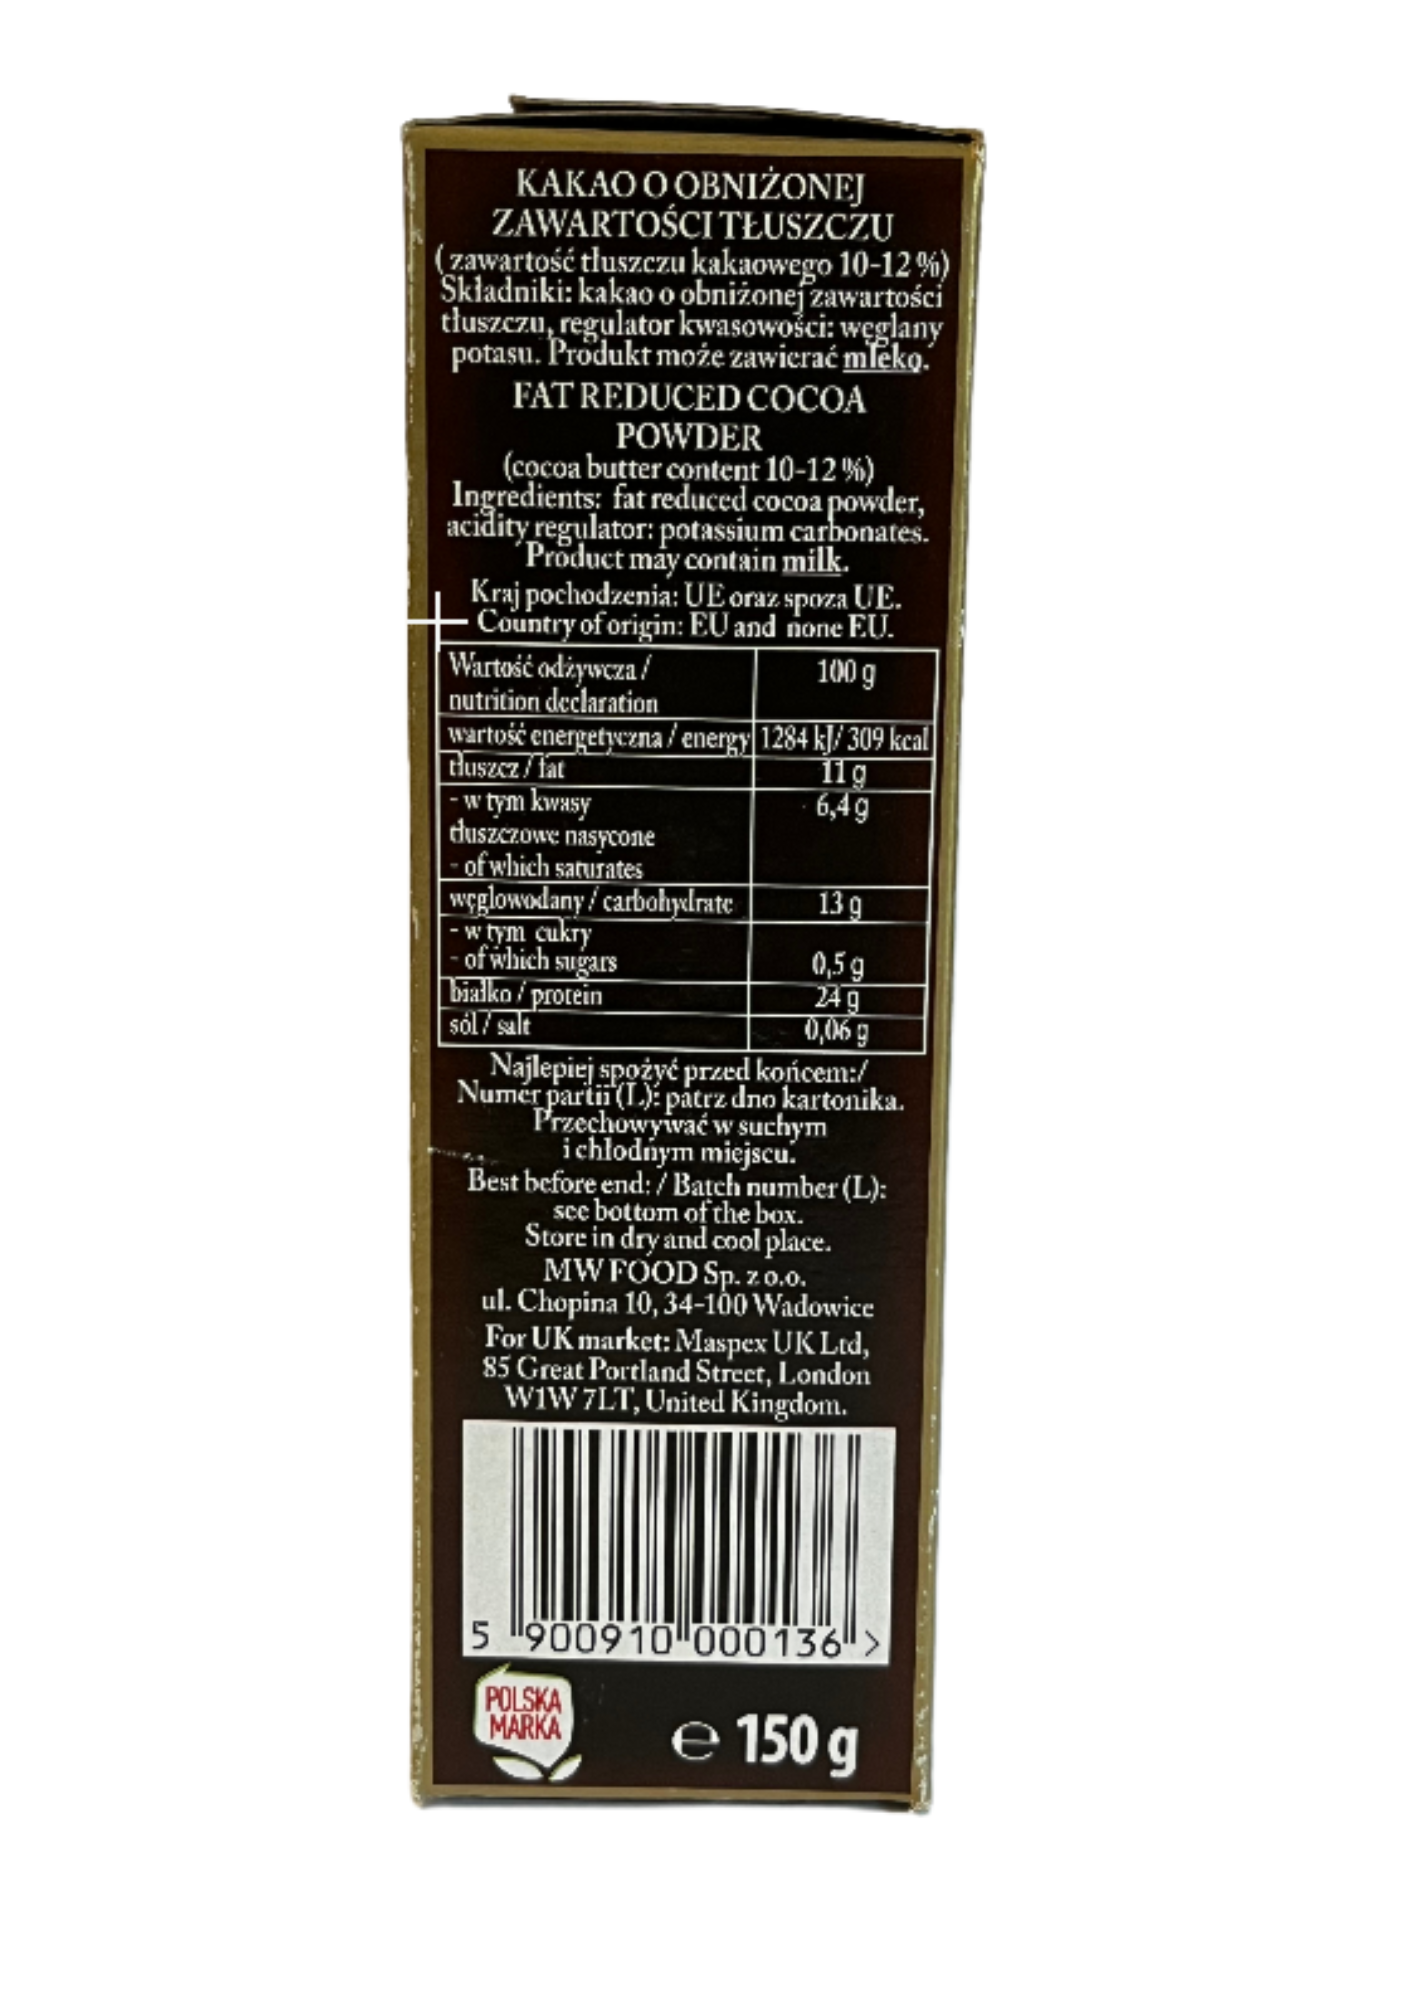 KAKAO O OBNIŻONEJ
ZAWARTOŚCI TŁUSZCZU
( zawartość tłuszczu kakaowego 10-12 %)
Składniki: kakao o obniżonej zawartości
tłuszczu, regulator kwasowości: węglany
potasu. Produkt może zawierać mleko.
FAT REDUCED COCOA
POWDER
(cocoa butter content 10-12 %)
Ingredients: fat reduced cocoa powder,
acidity regulator: potassium carbonates.
Product may contain milk.
Kraj pochodzenia: UE oraz spoza UE.
Country of origin: EU and none EU.
Wartość odżywcza / 100 g
nutrition declaration
wartość energetyczna / energy 1284 kJ/ 309 kcal
tłuszcz / fat 11 g
- w tym kwasy 6,4 g
tłuszczowe nasycone
- of which saturates
węglowodany / carbohydrate 13 g
- w tym cukry
- of which sugars 0,5 g
białko / protein 24 g
sól / salt 0,06 g
Najlepiej spożyć przed końcem:/
Numer partii (L): patrz dno kartonika.
Przechowywać w suchym
i chłodnym miejscu.
Best before end: / Batch number (L):
see bottom of the box.
Store in dry and cool place.
MW FOOD Sp. z o.o.
ul. Chopina 10, 34-100 Wadowice
For UK market: Maspex UK Ltd,
85 Great Portland Street, London
W1W 7LT, United Kingdom.
5 900910 000136 >
POLSKA
MARKA
℮ 150 g